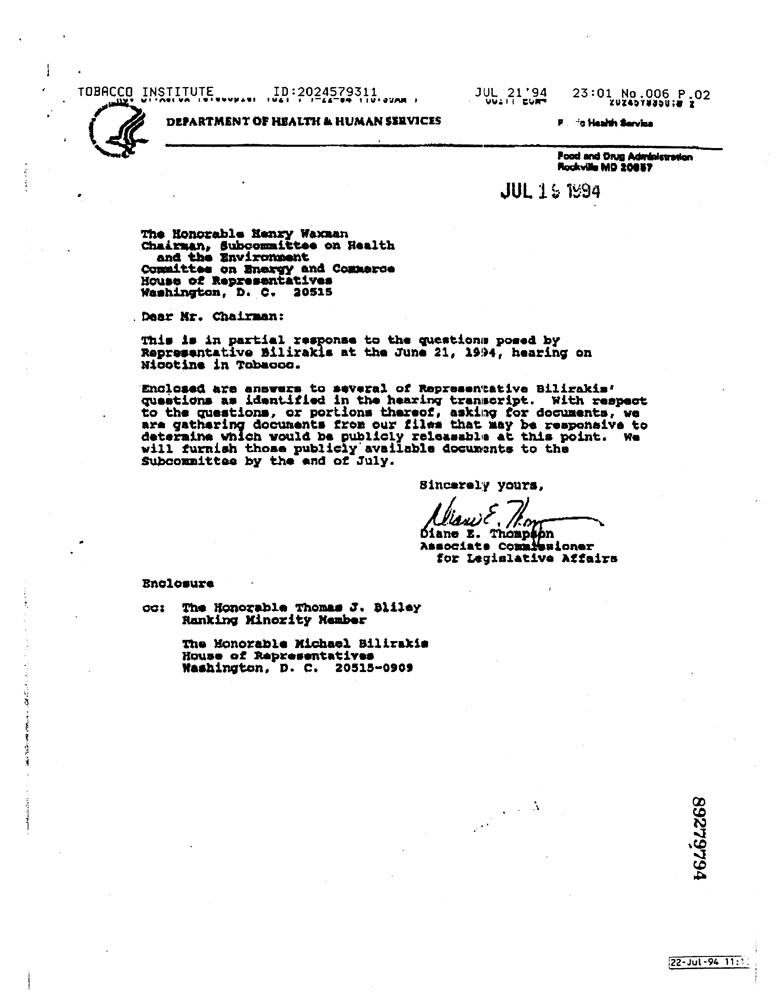 TOBACCO INSTITUTE ID:2024579311 JUL 21'94 23:01 No.006 P.02
DEPARTMENT OF HEALTH & HUMAN SERVICES
Health Service
Food and Drug Administration
Rockville MD 20857
JUL 1 1994
The Honorable Henry Waxman
Chairman, Subcommittee on Health
and the Environment
Committee on Energy and Commerce
House of Representatives
Washington, D. C. 20515
Dear Mr. Chairman:
This is in partial response to the questions posed by
Representative Bilirakis at the June 21, 1994, hearing on
Nicotine in Tobacco.
Enclosed are answers to several of Representative Bilirakis'
questions as identified in the hearing transcript. With respect
to the questions, or portions thereof, asking for documents, we
are gathering documents from our files that may be responsive to
determine which would be publicly releasable at this point. We
will furnish those publicly available documents to the
Subcommittee by the end of July.
Sincerely yours,
Diane E. Thompson
Associate Commissioner
for Legislative Affairs
Enclosure
cc: The Honorable Thomas J. Bliley
Ranking Minority Member
The Honorable Michael Bilirakis
House of Representatives
Washington, D. C. 20515-0909
89279794
22-Jul-94 11: